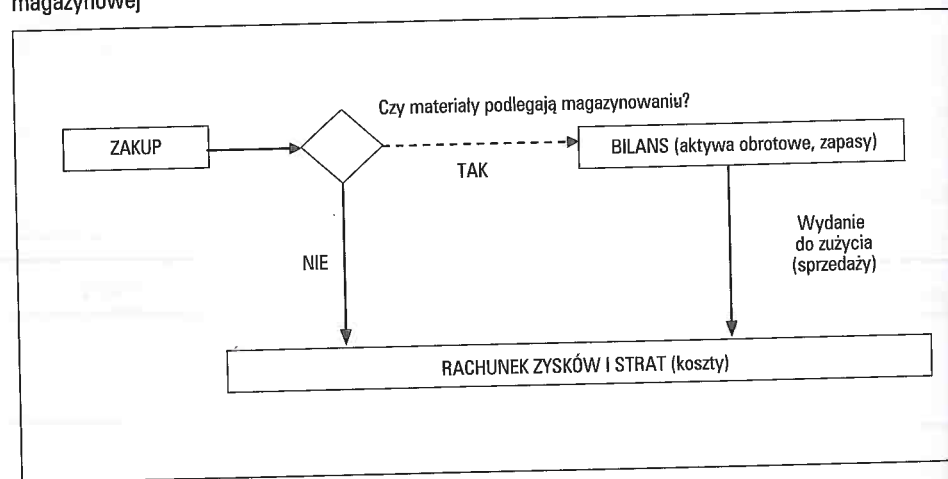 magazynowej
Czy materiały podlegają magazynowaniu?
ZAKUP
BILANS (aktywa obrotowe, zapasy)
TAK
Wydanie
do zużycia
(sprzedaży)
NIE
RACHUNEK ZYSKÓW I STRAT (koszty)